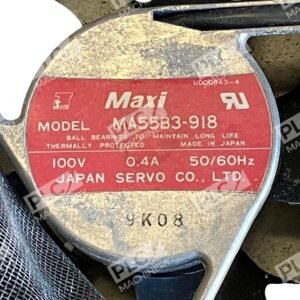 U000843-4
Maxi
MODEL MA55B3-918
BALL BEARINGS TO MAINTAIN LONG LIFE
THERMALLY PROTECTED MADE IN JAPAN
100V 0.4A 50/60Hz
JAPAN SERVO CO., LTD.
9K08